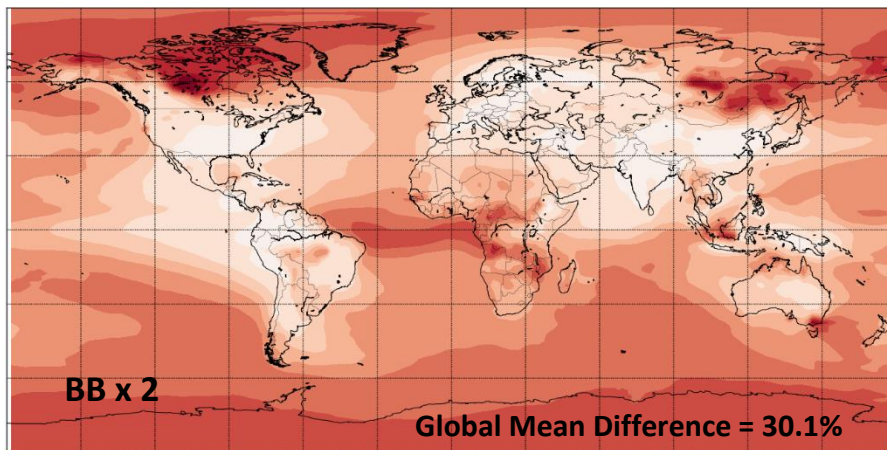 BB x 2
Global Mean Difference = 30.1%